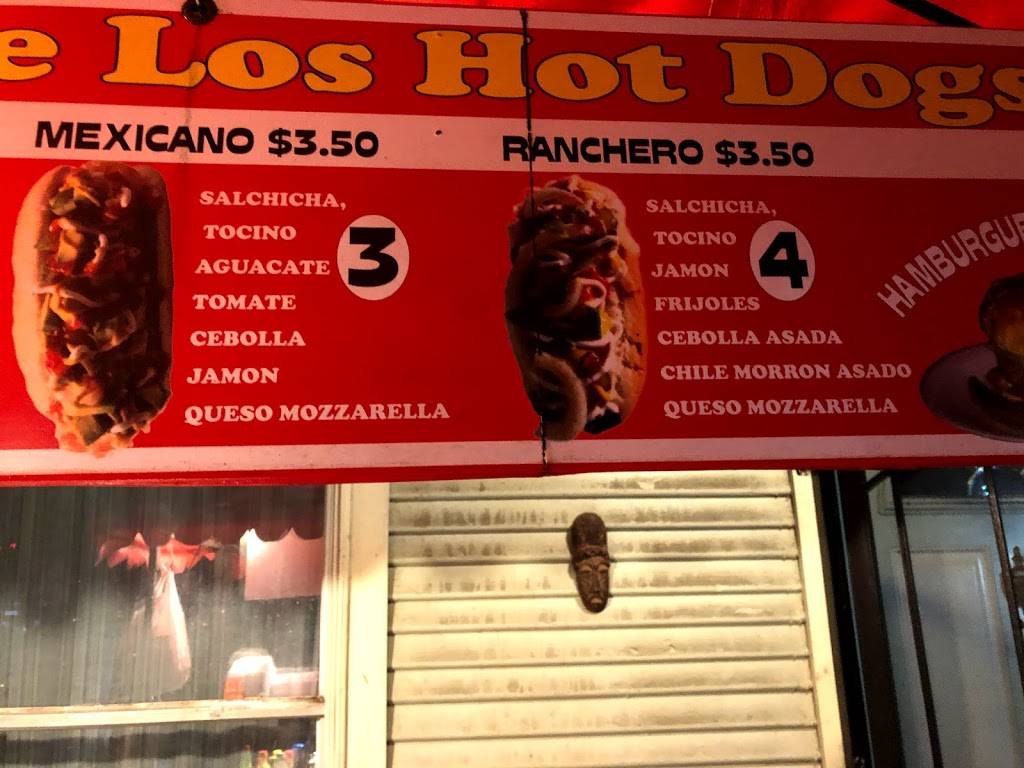 e Los Hot Dogs
MEXICANO $3.50
SALCHICHA,
TOCINO
AGUACATE
TOMATE
CEBOLLA
JAMON
QUESO MOZZARELLA
3
RANCHERO $3.50
SALCHICHA,
TOCINO
JAMON
FRIJOLES
CEBOLLA ASADA
CHILE MORRON ASADO
QUESO MOZZARELLA
4
HAMBURGUE